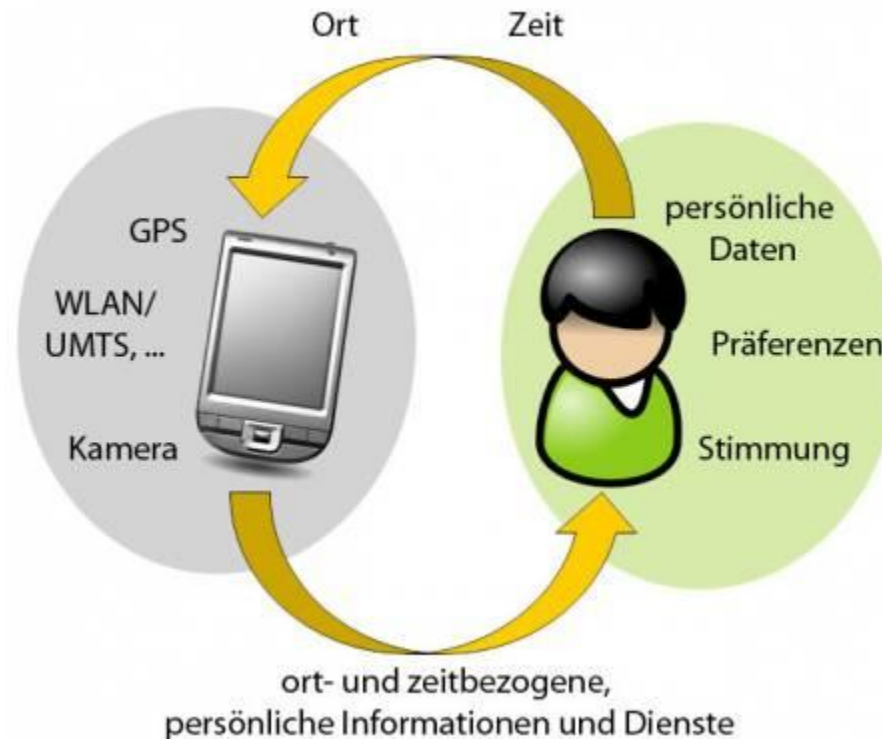 Ort Zeit
GPS
WLAN/
UMTS, ...
Kamera
persönliche
Daten
Präferenzen
Stimmung
ort- und zeitbezogene,
persönliche Informationen und Dienste